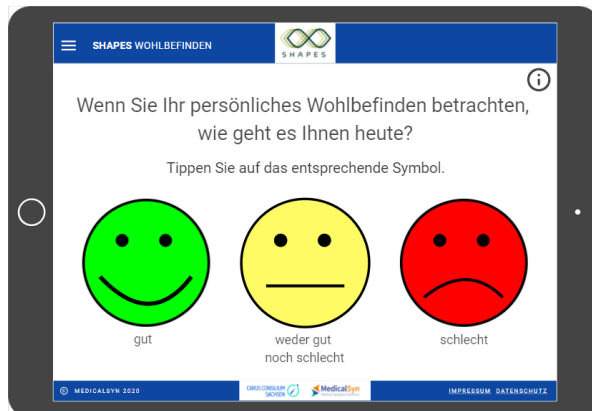 SHAPES WOHLBEFINDEN
SHAPES
Wenn Sie Ihr persönliches Wohlbefinden betrachten,
wie geht es Ihnen heute?
Tippen Sie auf das entsprechende Symbol.
gut
weder gut
noch schlecht
schlecht
© MEDICALSYN 2020
CARUS CONSILIUM
SACHSEN
MedicalSyn
IMPRESSUM DATENSCHUTZ